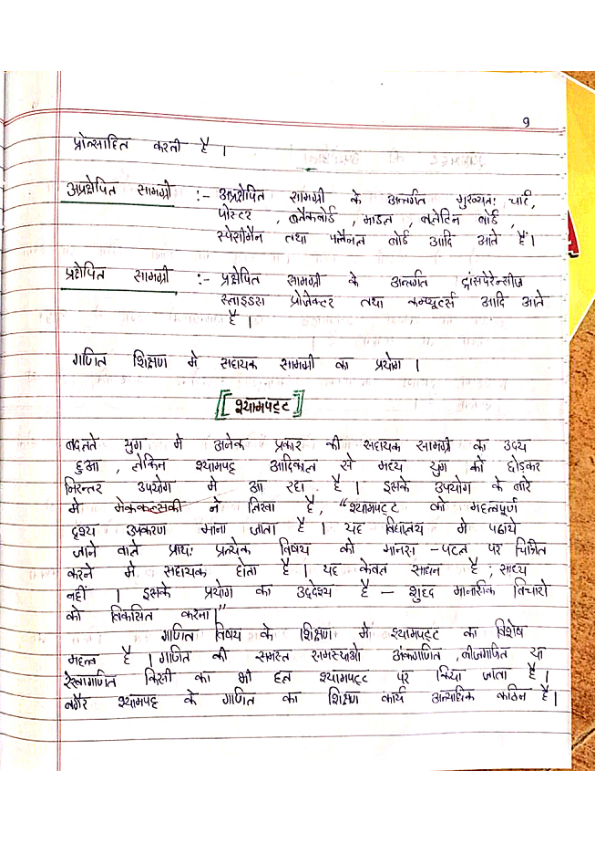 9
प्रोत्साहित करती है ।
अप्रक्षेपित सामग्री :- अप्रक्षेपित सामग्री के अन्तर्गत मुख्यतः चार्ट,
पोस्टर , ब्लैकबोर्ड , माडल , बुलेटिन बोर्ड ,
स्पेसीमैन तथा फ्लैनल बोर्ड आदि आते हैं।
प्रक्षेपित सामग्री :- प्रक्षेपित सामग्री के अन्तर्गत ट्रांसपेरेन्सीज
स्लाइडस प्रोजेक्टर तथा कम्प्यूटर्स आदि आते
है ।
गणित शिक्षण मे सहायक सामग्री का प्रयोग ।
[श्यामपट्ट]
बदलते युग मे अनेक प्रकार की सहायक सामग्री का उदय
हुआ , लेकिन श्यामपट्ट आदिकाल से मध्य युग को छोड़कर
निरन्तर उपयोग मे आ रहा है । इसके उपयोग के बारे
मे मेककल्सकी ने लिखा है, "श्यामपट्ट को महत्वपूर्ण
दृश्य उपकरण माना जाता है । यह विद्यालय मे पढाये
जाने वाले प्रायः प्रत्येक विषय को मानस -पटल पर चित्रित
करने मे सहायक होता है । यह केवल साधन है ; साध्य
नहीं । इसके प्रयोग का उददेश्य है – शुद्द मानसिक विचारो
को विकसित करना।"
गणित विषय के शिक्षण मे श्यामपट्ट का विशेष
महत्व है । गणित की समस्त समस्याओ अंकगणित , बीजगणित या
रेखागणित किसी का भी हल श्यामपट्ट पर किया जाता है।
बगैर श्यामपट्ट के गणित का शिक्षण कार्य अत्याधिक कठिन है।